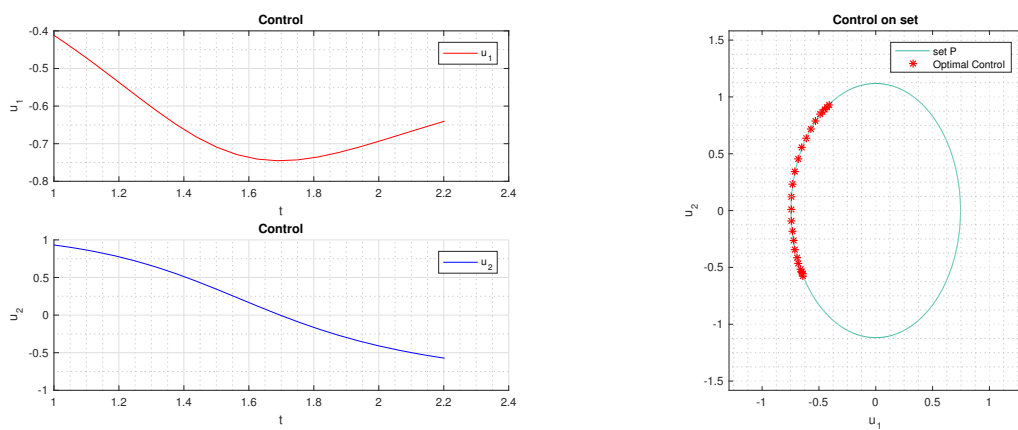 Control
-0.4
-0.5
-0.6
-0.7
-0.8
u1
1
1.2
1.4
1.6
1.8
2
2.2
2.4
t
u1
Control
1
0.5
0
-0.5
-1
u2
1
1.2
1.4
1.6
1.8
2
2.2
2.4
t
u2
Control on set
1.5
1
0.5
0
-0.5
-1
-1.5
u2
-1
-0.5
0
0.5
1
u1
set P
Optimal Control